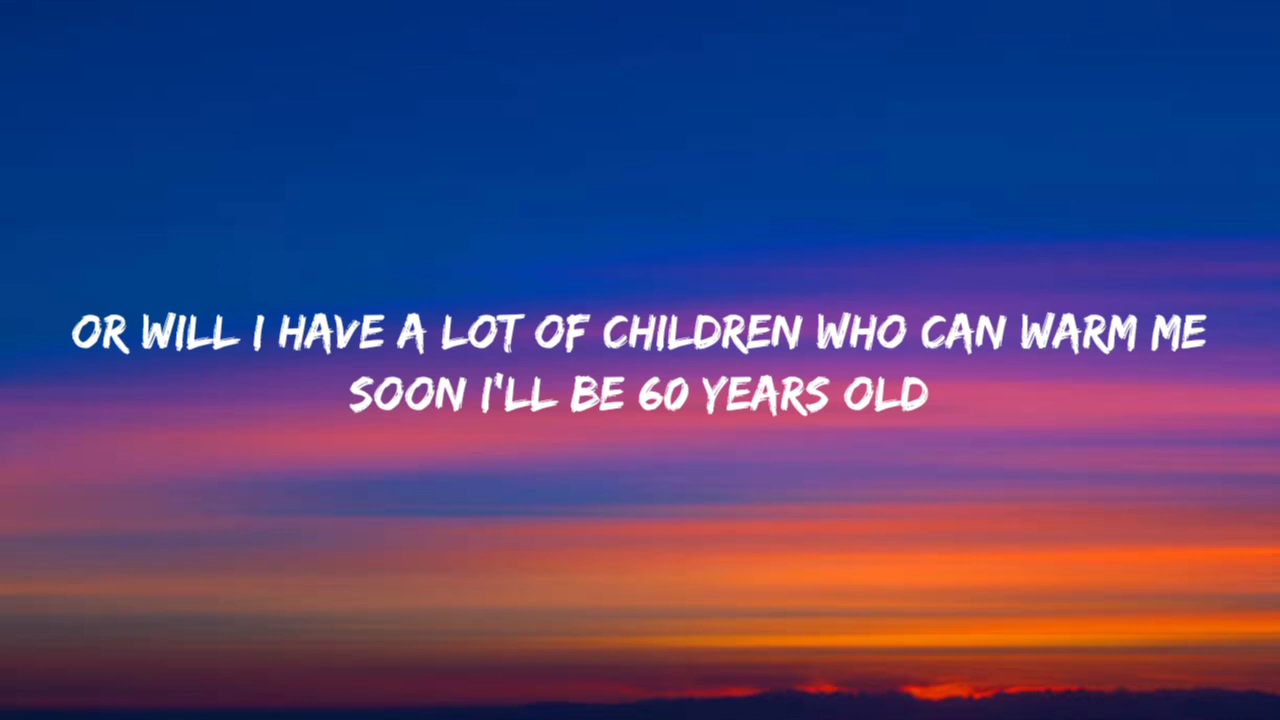 OR WILL I HAVE A LOT OF CHILDREN WHO CAN WARM ME
SOON I'LL BE 60 YEARS OLD